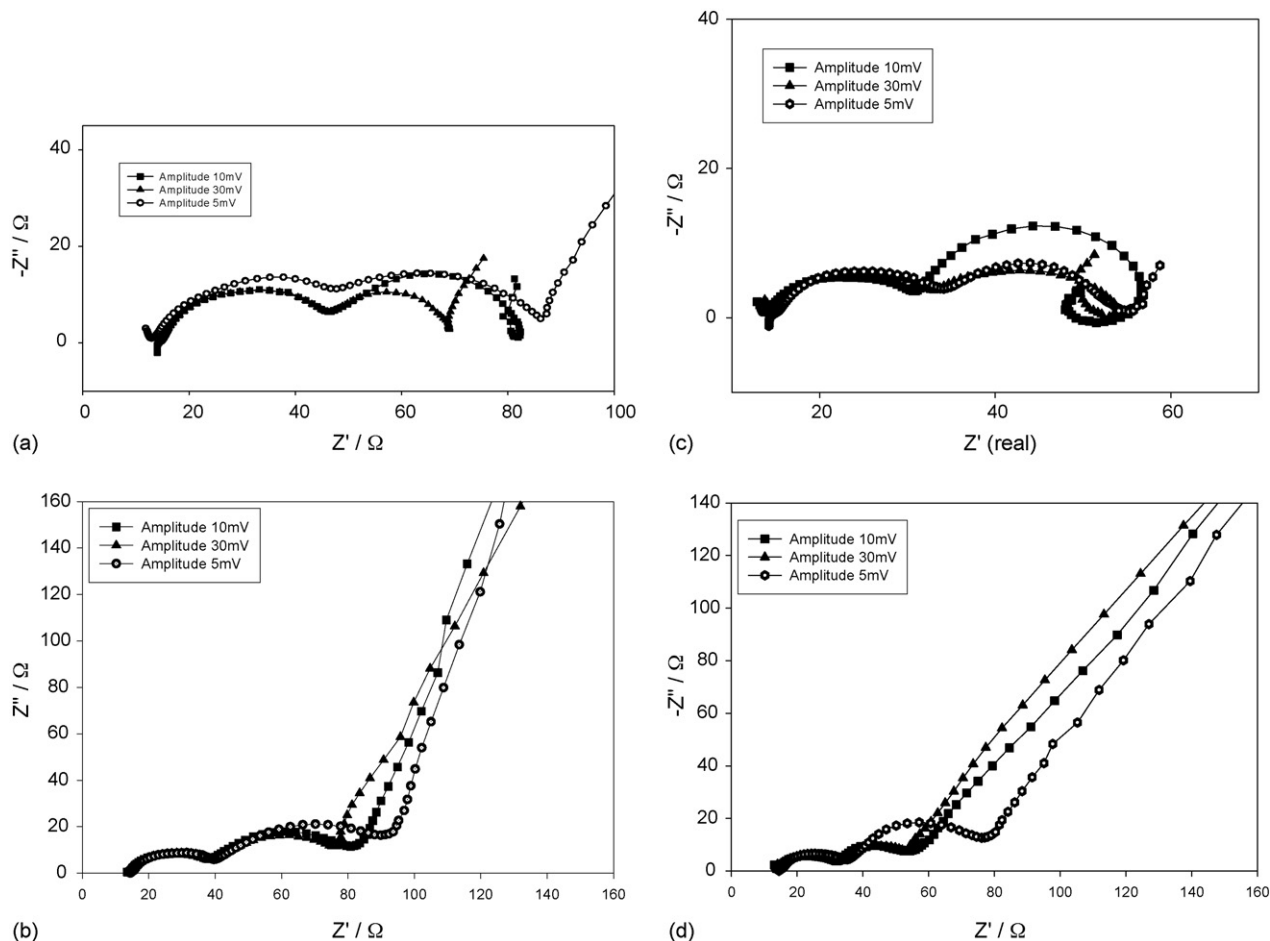 40
20
0
-Z" / Ω
Amplitude 10mV
Amplitude 30mV
Amplitude 5mV
0 20 40 60 80 100
(a)
Z' / Ω
40
20
0
-10
-Z" / Ω
Amplitude 10mV
Amplitude 30mV
Amplitude 5mV
20 40 60
(c)
Z' (real)
160
140
120
100
80
60
40
20
0
Z" / Ω
Amplitude 10mV
Amplitude 30mV
Amplitude 5mV
0 20 40 60 80 100 120 140 160
(b)
Z' / Ω
140
120
100
80
60
40
20
0
-Z" / Ω
Amplitude 10mV
Amplitude 30mV
Amplitude 5mV
0 20 40 60 80 100 120 140 160
(d)
Z' / Ω